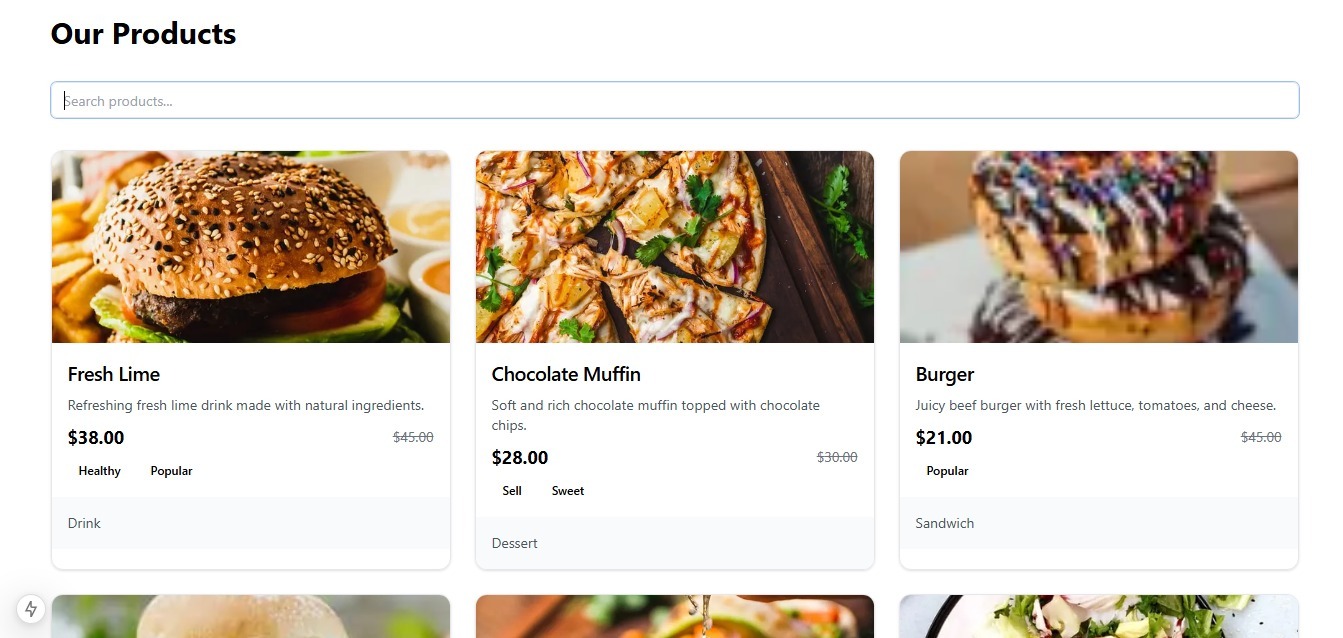 Our Products
Search products...
Fresh Lime
Refreshing fresh lime drink made with natural ingredients.
$38.00 $45.00
Healthy Popular
Drink
Chocolate Muffin
Soft and rich chocolate muffin topped with chocolate
chips.
$28.00 $30.00
Sell Sweet
Dessert
Burger
Juicy beef burger with fresh lettuce, tomatoes, and cheese.
$21.00 $45.00
Popular
Sandwich